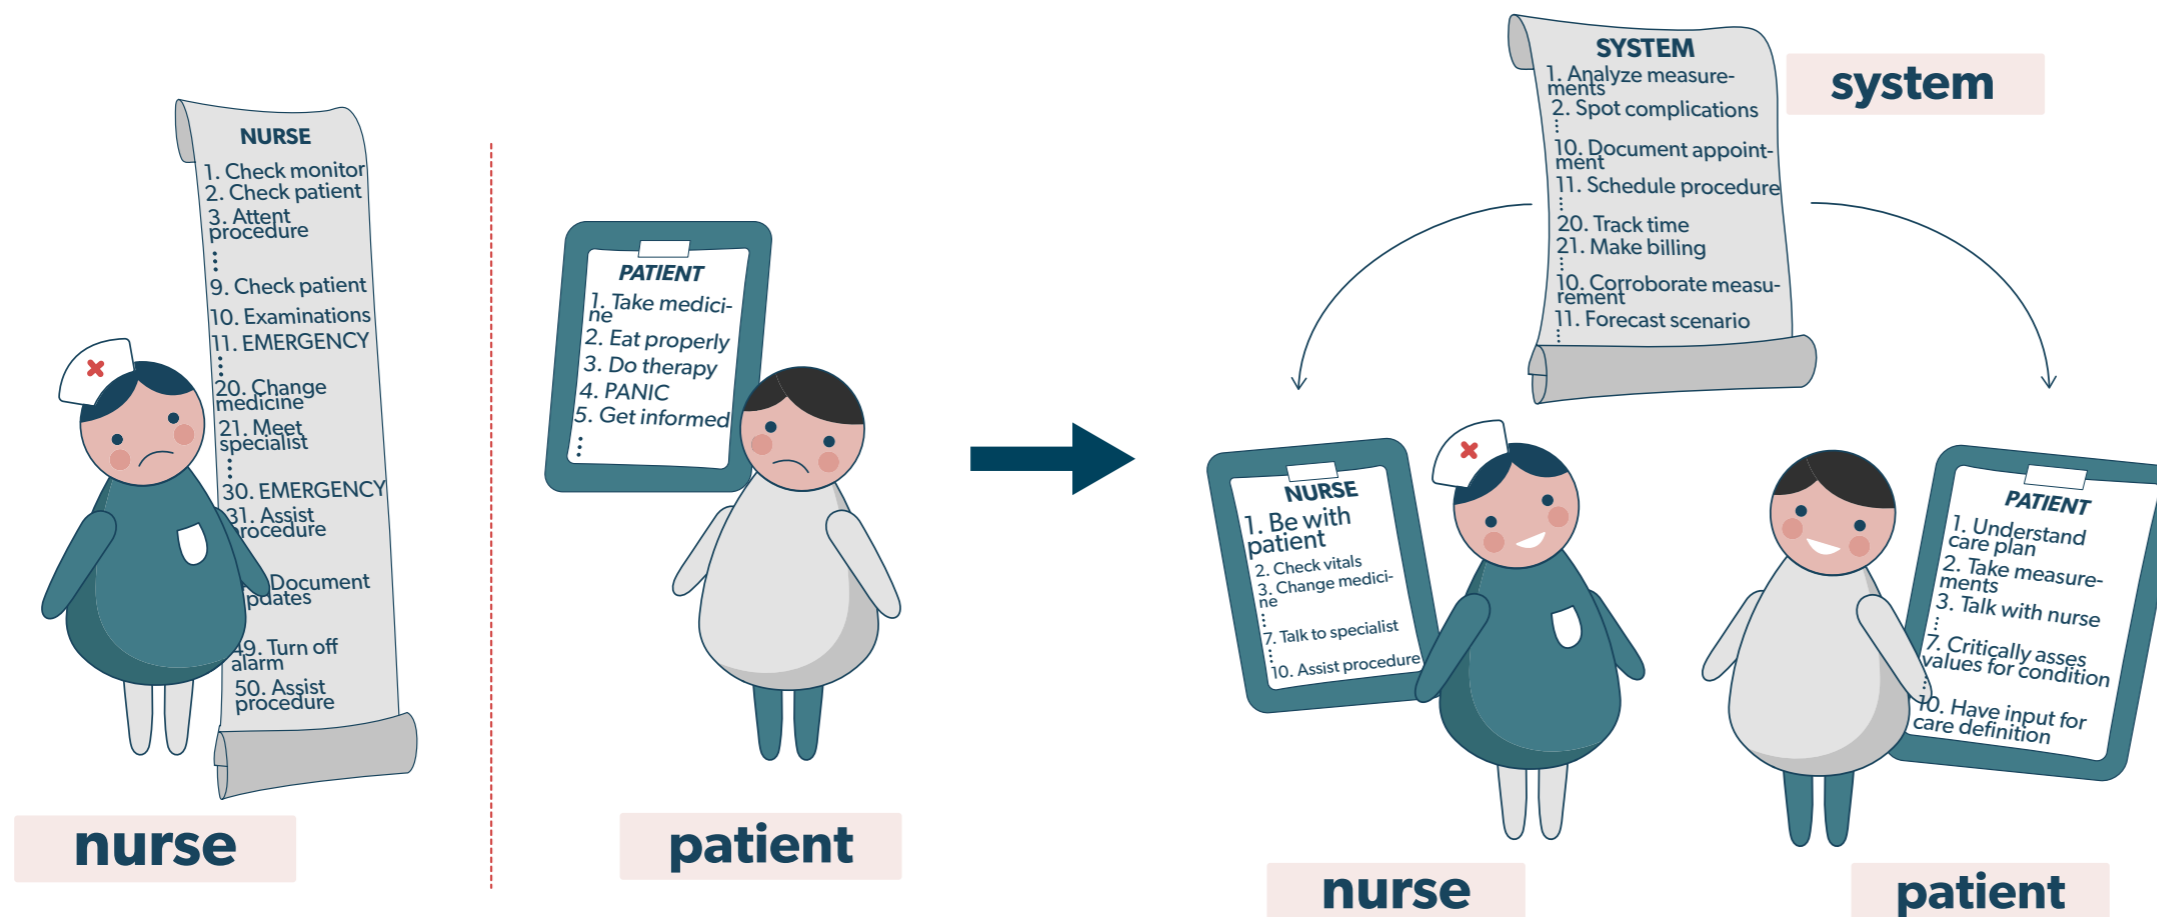 NURSE
1. Check monitor
2. Check patient
3. Attent
procedure
9. Check patient
10. Examinations
11. EMERGENCY
20. Change
medicine
21. Meet
specialist
30. EMERGENCY
31. Assist
procedure
Document
updates
49. Turn off
alarm
50. Assist
procedure
nurse
PATIENT
1. Take medici-
ne
2. Eat properly
3. Do therapy
4. PANIC
5. Get informed
patient
SYSTEM
1. Analyze measure-
ments
2. Spot complications
10. Document appoint-
ment
11. Schedule procedure
20. Track time
21. Make billing
10. Corroborate measu-
rement
11. Forecast scenario
system
NURSE
1. Be with
patient
2. Check vitals
3. Change medici-
ne
7. Talk to specialist
10. Assist procedure
nurse
PATIENT
1. Understand
care plan
2. Take measure-
ments
3. Talk with nurse
7. Critically asses
values for condition
10. Have input for
care definition
patient